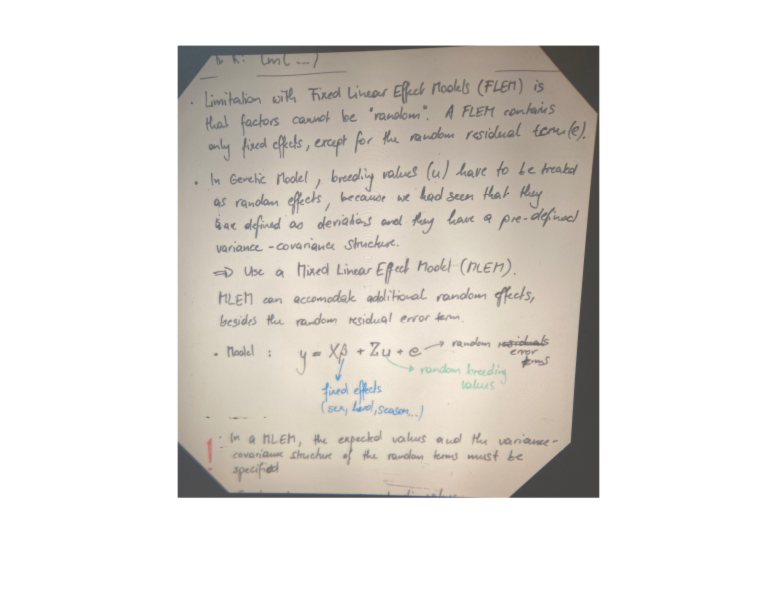 lm(...)
· Limitation with Fixed Linear Effect Models (FLEM) is
that factors cannot be "random". A FLEM contains
only fixed effects, except for the random residual term (e).
· In Genetic Model, breeding values (u) have to be treated
as random effects, because we had seen that they
are defined as deviations and they have a pre-defined
variance-covariance structure.
⇒ Use a Mixed Linear Effect Model (MLEM).
MLEM can accomodate additional random effects,
besides the random residual error term.
· Model : y = Xβ + Zu + e → random residuals
error
terms
→ random breeding
values
fixed effects
(sex, herd, season...)
! : In a MLEM, the expected values and the variance-
covariance structure of the random terms must be
specified